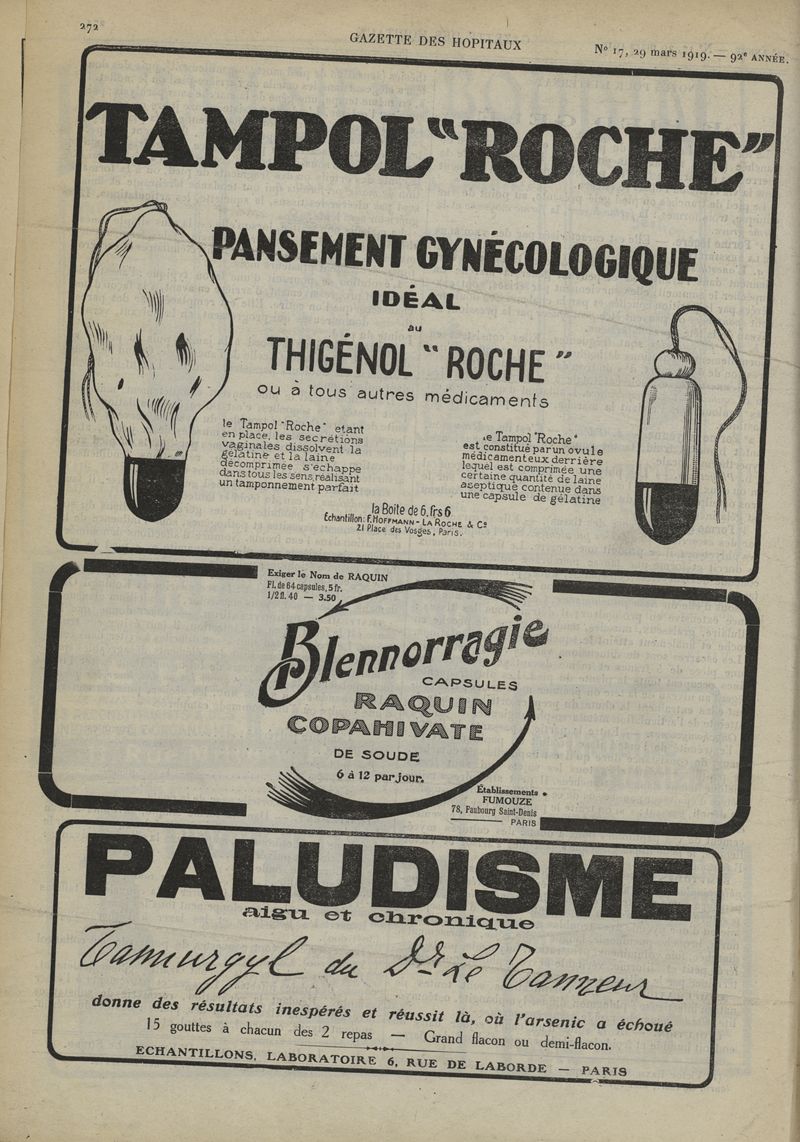 272
GAZETTE DES HOPITAUX
N° 17, 29 mars 1919. — 92e ANNÉE.
TAMPOL "ROCHE"
PANSEMENT GYNÉCOLOGIQUE
IDÉAL
au
THIGÉNOL "ROCHE"
ou à tous autres médicaments
le Tampol "Roche" etant
en place, les secrétions
vaginales dissolvent la
gélatine et la laine
décomprimée s'echappe
dans tous les sens, réalisant
un tamponnement parfait
Le Tampol "Roche"
est constitué par un ovule
médicamenteux derrière
lequel est comprimée une
certaine quantité de laine
aseptique contenue dans
une capsule de gélatine
la Boite de 6, frs 6
Echantillon: F. HOFFMANN - LA ROCHE & Co
21 Place des Vosges, Paris.
Exiger le Nom de RAQUIN
Fl. de 64 capsules, 5 fr.
1/2 fl. 40 — 3.50
Blennorragie
CAPSULES
RAQUIN
COPAHIVATE
DE SOUDE
6 à 12 par jour.
Établissements
FUMOUZE
78, Faubourg Saint-Denis
PARIS
PALUDISME
aigu et chronique
Tannurgyl du Dr Le Tanneur
donne des résultats inespérés et réussit là, où l'arsenic a échoué
15 gouttes à chacun des 2 repas — Grand flacon ou demi-flacon.
ECHANTILLONS, LABORATOIRE 6, RUE DE LABORDE — PARIS